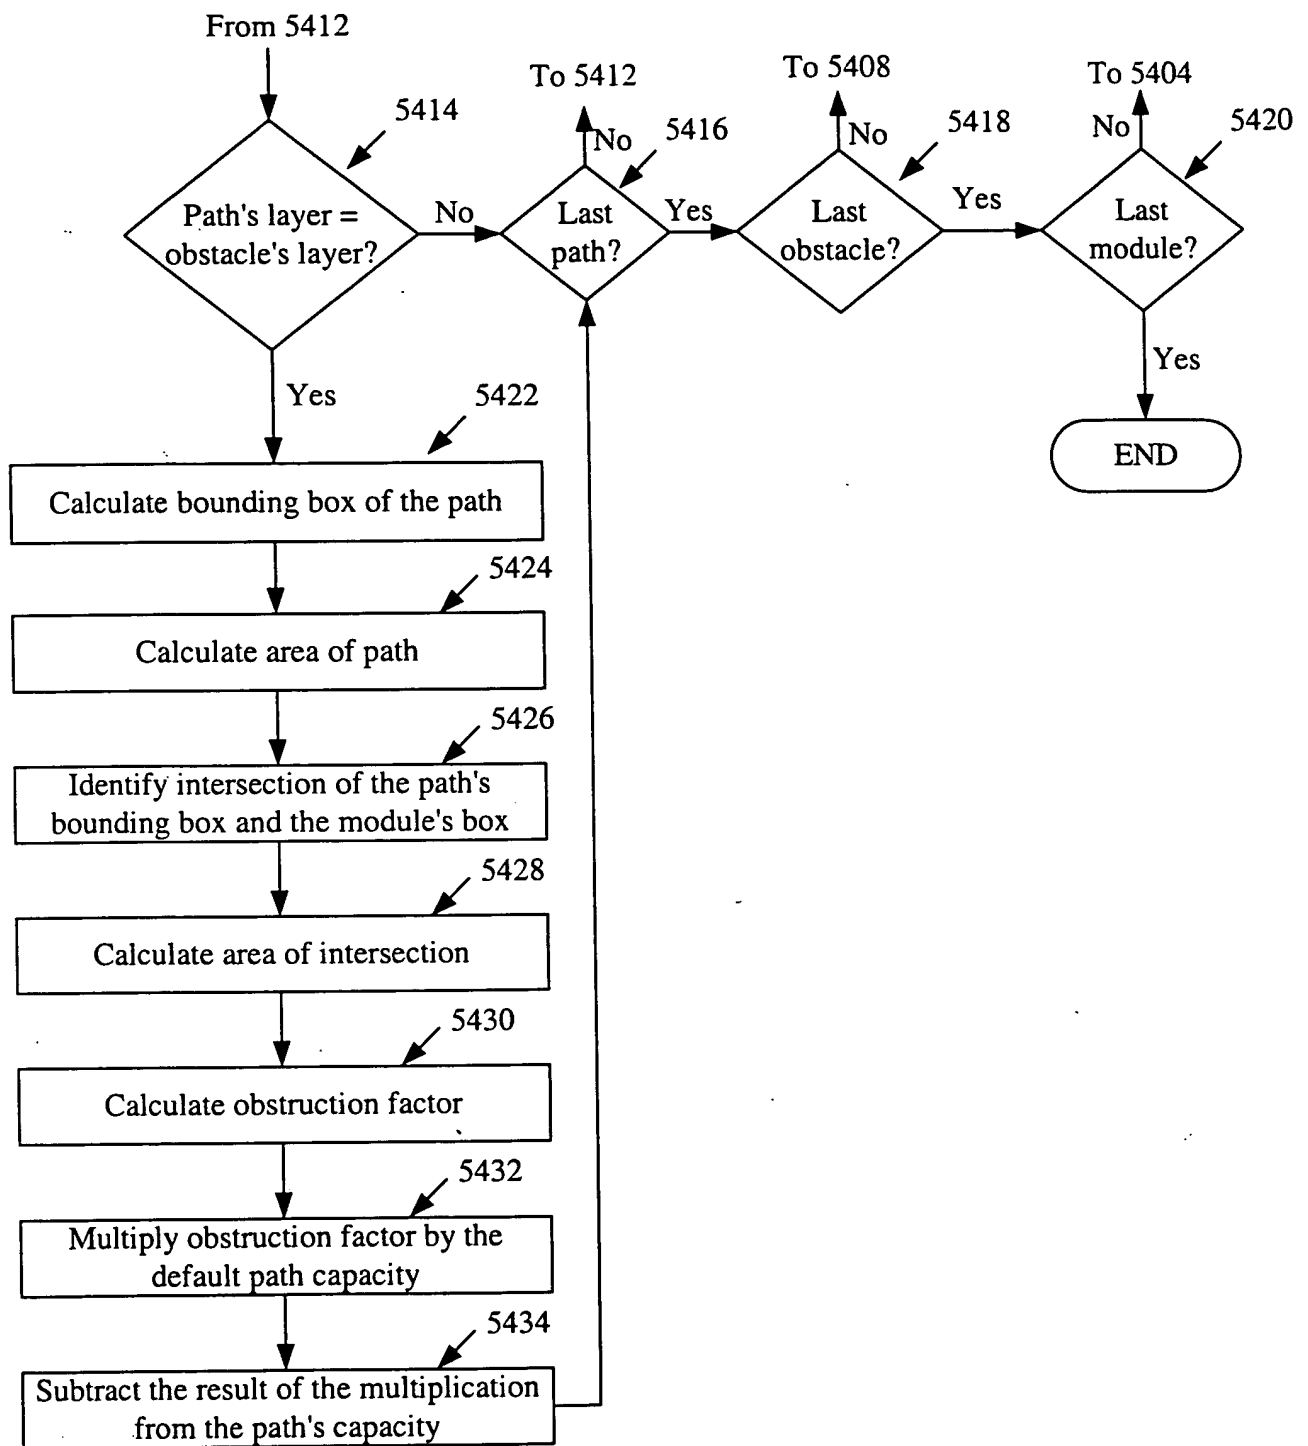 From 5412
To 5412
To 5408
To 5404
5414
5416
5418
5420
No
No
No
Path's layer =
obstacle's layer?
No
Last
path?
Yes
Last
obstacle?
Yes
Last
module?
Yes
Yes
END
5422
Calculate bounding box of the path
5424
Calculate area of path
5426
Identify intersection of the path's
bounding box and the module's box
5428
Calculate area of intersection
5430
Calculate obstruction factor
5432
Multiply obstruction factor by the
default path capacity
5434
Subtract the result of the multiplication
from the path's capacity